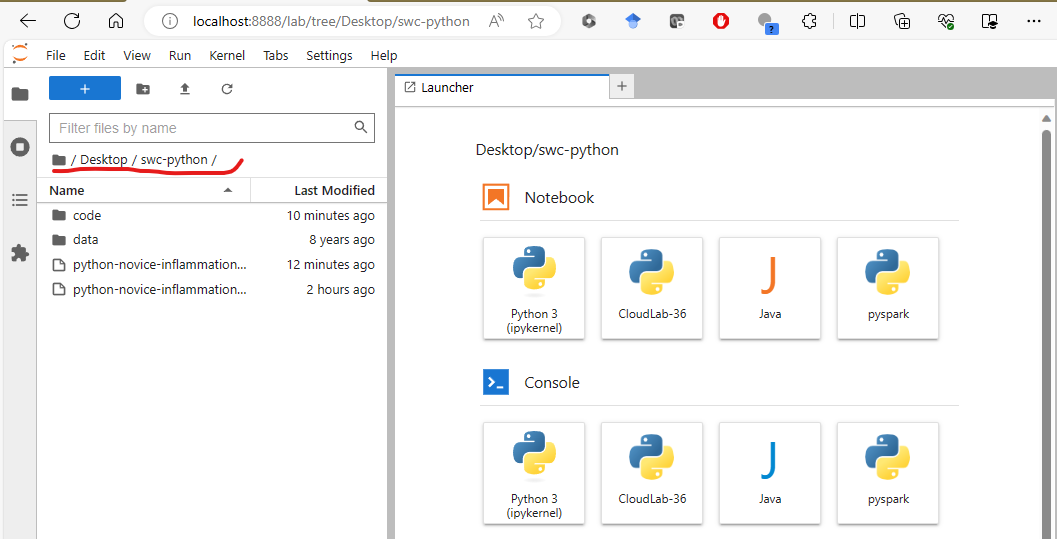 localhost:8888/lab/tree/Desktop/swc-python
File Edit View Run Kernel Tabs Settings Help
+
Launcher
+
Filter files by name
/ Desktop / swc-python /
Name Last Modified
code 10 minutes ago
data 8 years ago
python-novice-inflammation... 12 minutes ago
python-novice-inflammation... 2 hours ago
Desktop/swc-python
Notebook
Python 3
(ipykernel)
CloudLab-36
Java
pyspark
Console
Python 3
(ipykernel)
CloudLab-36
Java
pyspark